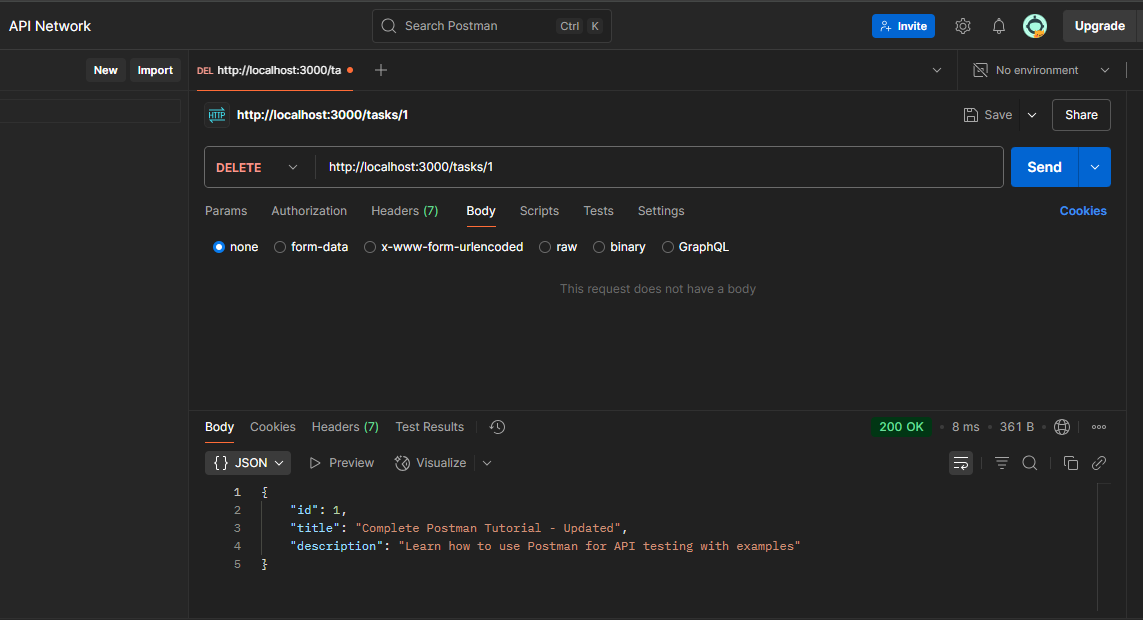 API Network
Search Postman Ctrl K
Invite
Upgrade
New Import
DEL http://localhost:3000/ta
No environment
HTTP http://localhost:3000/tasks/1
Save
Share
DELETE http://localhost:3000/tasks/1
Send
Params Authorization Headers (7) Body Scripts Tests Settings Cookies
none form-data x-www-form-urlencoded raw binary GraphQL
This request does not have a body
Body Cookies Headers (7) Test Results
200 OK • 8 ms • 361 B •
{} JSON Preview Visualize
1 {
2 "id": 1,
3 "title": "Complete Postman Tutorial - Updated",
4 "description": "Learn how to use Postman for API testing with examples"
5 }